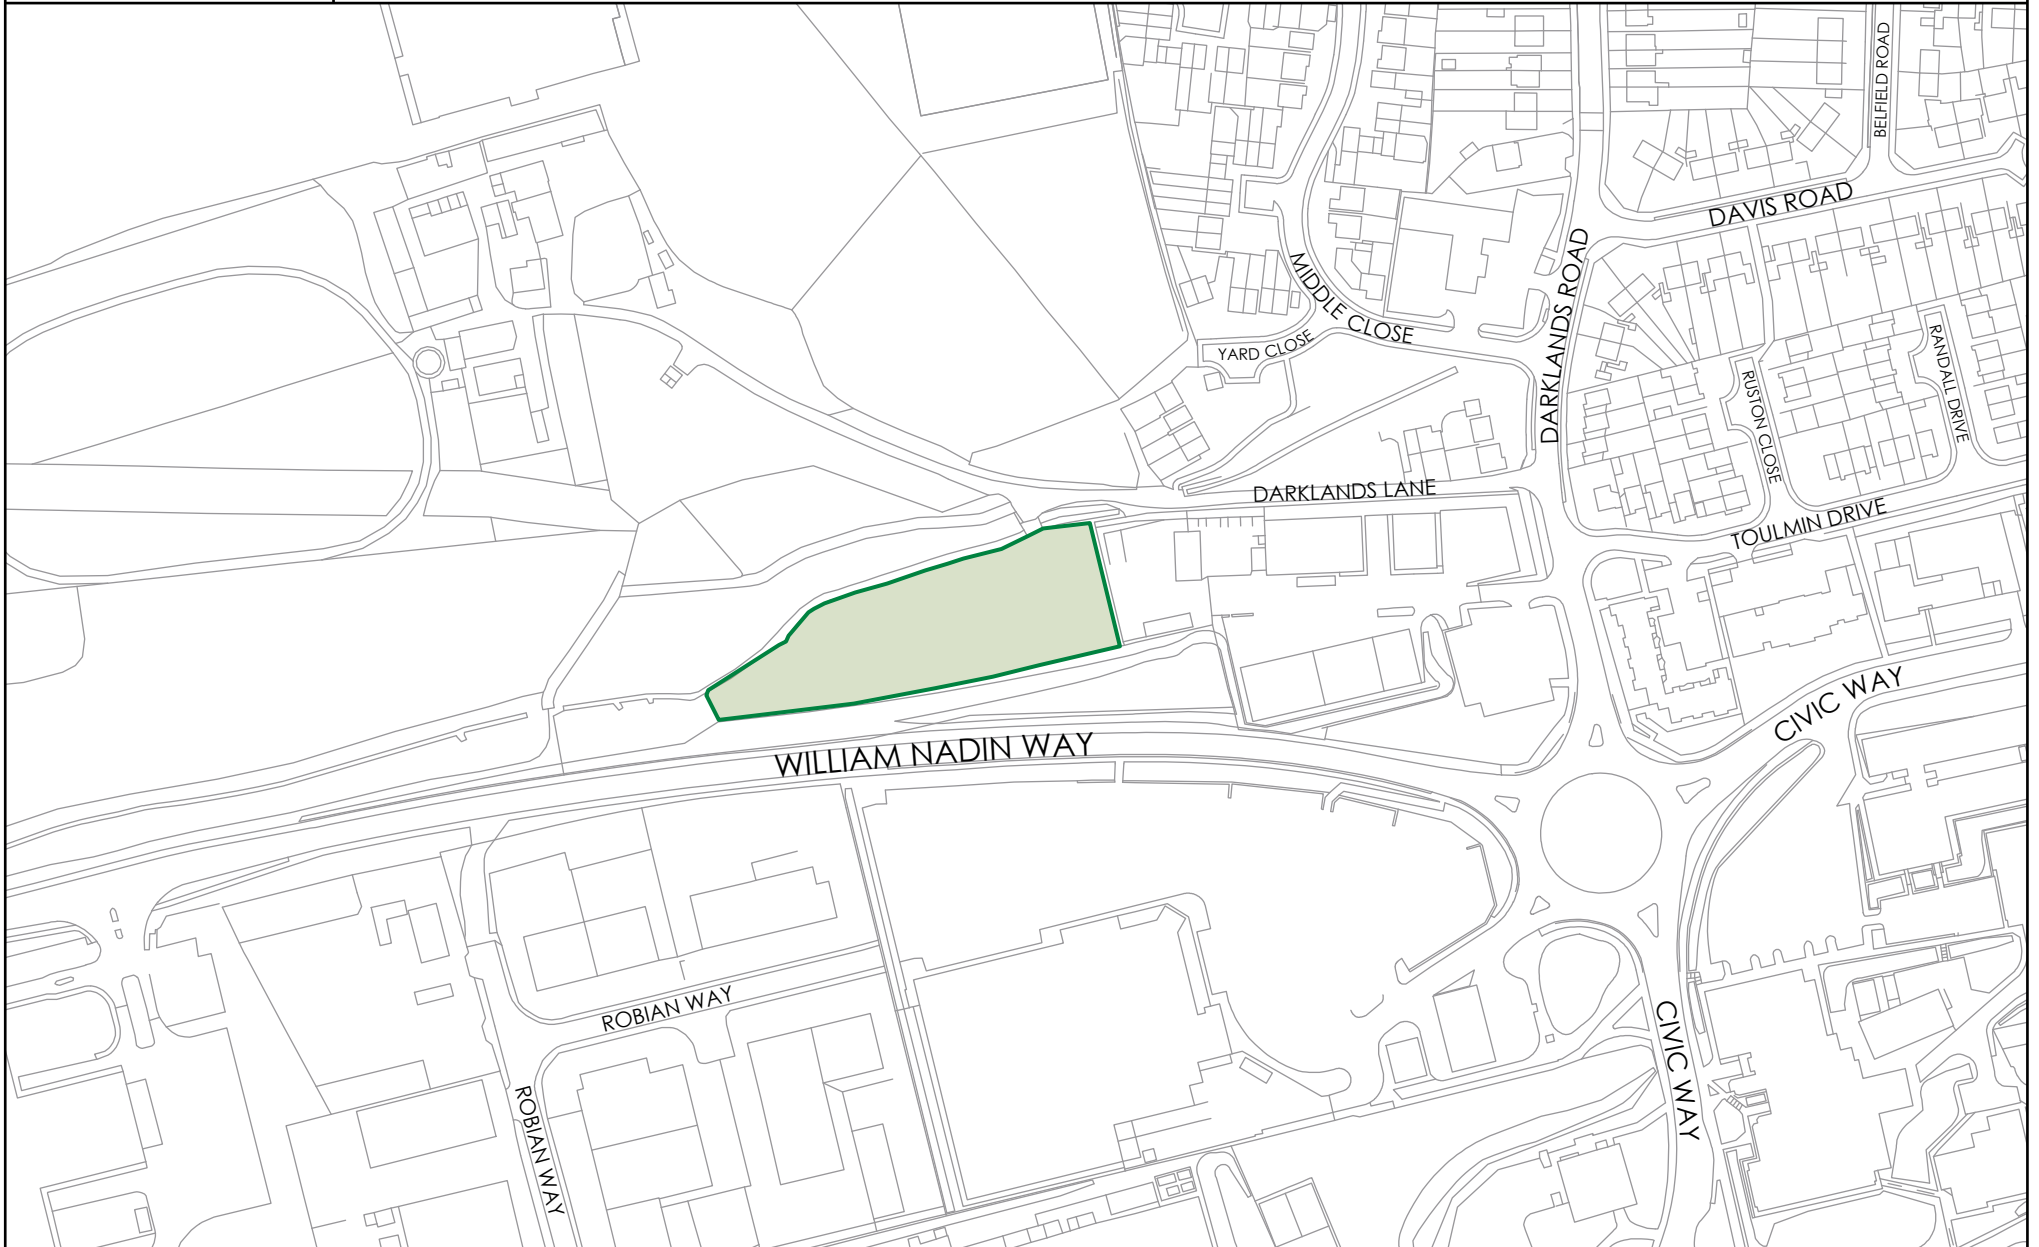 BELFIELD ROAD
DAVIS ROAD
DARKLANDS ROAD
MIDDLE CLOSE
YARD CLOSE
RANDALL DRIVE
RUSTON CLOSE
DARKLANDS LANE
TOULMIN DRIVE
CIVIC WAY
WILLIAM NADIN WAY
ROBIAN WAY
CIVIC WAY
ROBIAN WAY